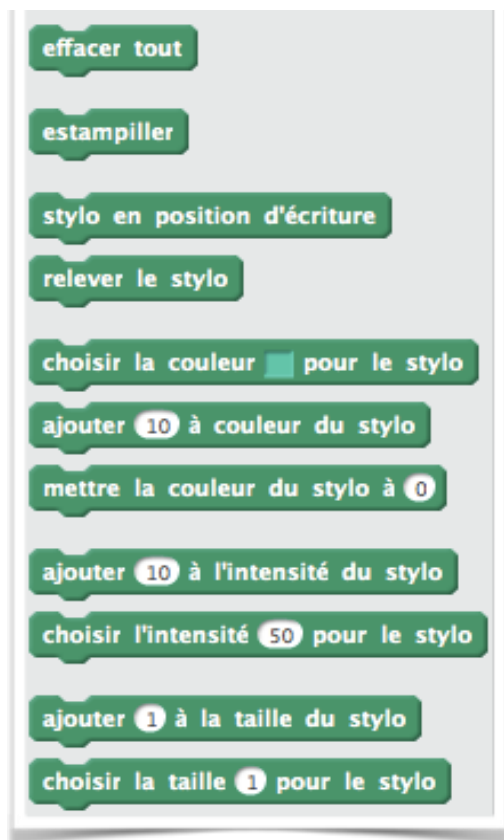 effacer tout
estampiller
stylo en position d'écriture
relever le stylo
choisir la couleur pour le stylo
ajouter 10 à couleur du stylo
mettre la couleur du stylo à 0
ajouter 10 à l'intensité du stylo
choisir l'intensité 50 pour le stylo
ajouter 1 à la taille du stylo
choisir la taille 1 pour le stylo